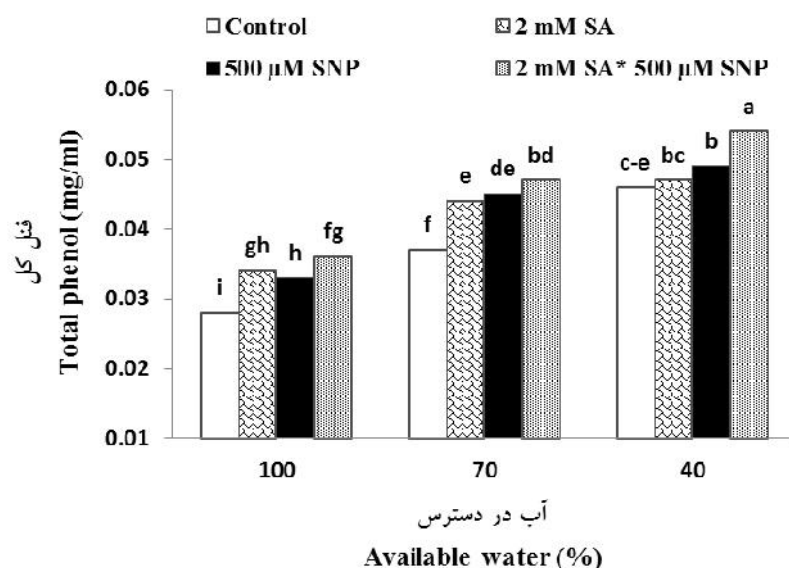 Control
2 mM SA
500 µM SNP
2 mM SA* 500 µM SNP
فنل کل
Total phenol (mg/ml)
0.06
0.05
0.04
0.03
0.02
0.01
i
gh
h
fg
f
e
de
bd
c-e
bc
b
a
100
70
40
آب در دسترس
Available water (%)